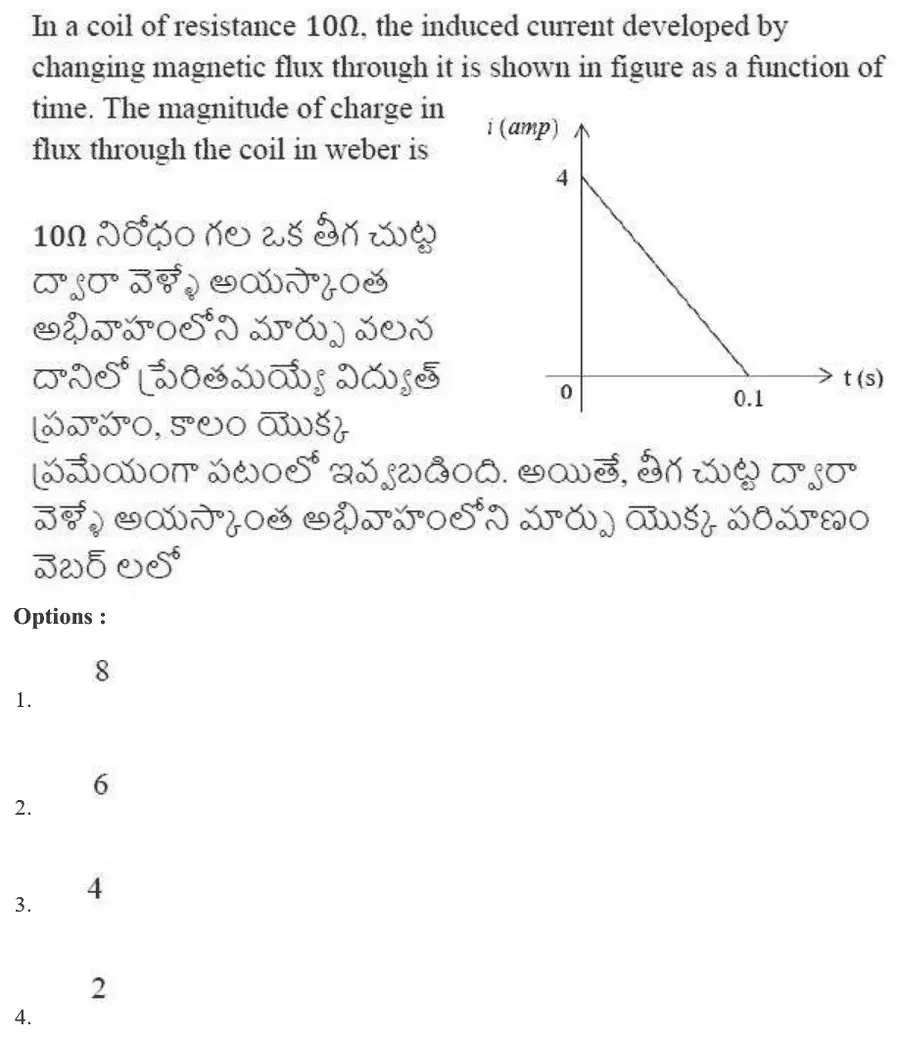 In a coil of resistance 10Ω, the induced current developed by
changing magnetic flux through it is shown in figure as a function of
time. The magnitude of charge in
flux through the coil in weber is
i (amp)
4
0
0.1
t (s)
10Ω నిరోధం గల ఒక తీగ చుట్ట
ద్వారా వెళ్ళే అయస్కాంత
అభివాహంలోని మార్పు వలన
దానిలో ప్రేరితమయ్యే విద్యుత్
ప్రవాహం, కాలం యొక్క
ప్రమేయంగా పటంలో ఇవ్వబడింది. అయితే, తీగ చుట్ట ద్వారా
వెళ్ళే అయస్కాంత అభివాహంలోని మార్పు యొక్క పరిమాణం
వెబర్ లలో
Options :
8
1.
6
2.
4
3.
2
4.